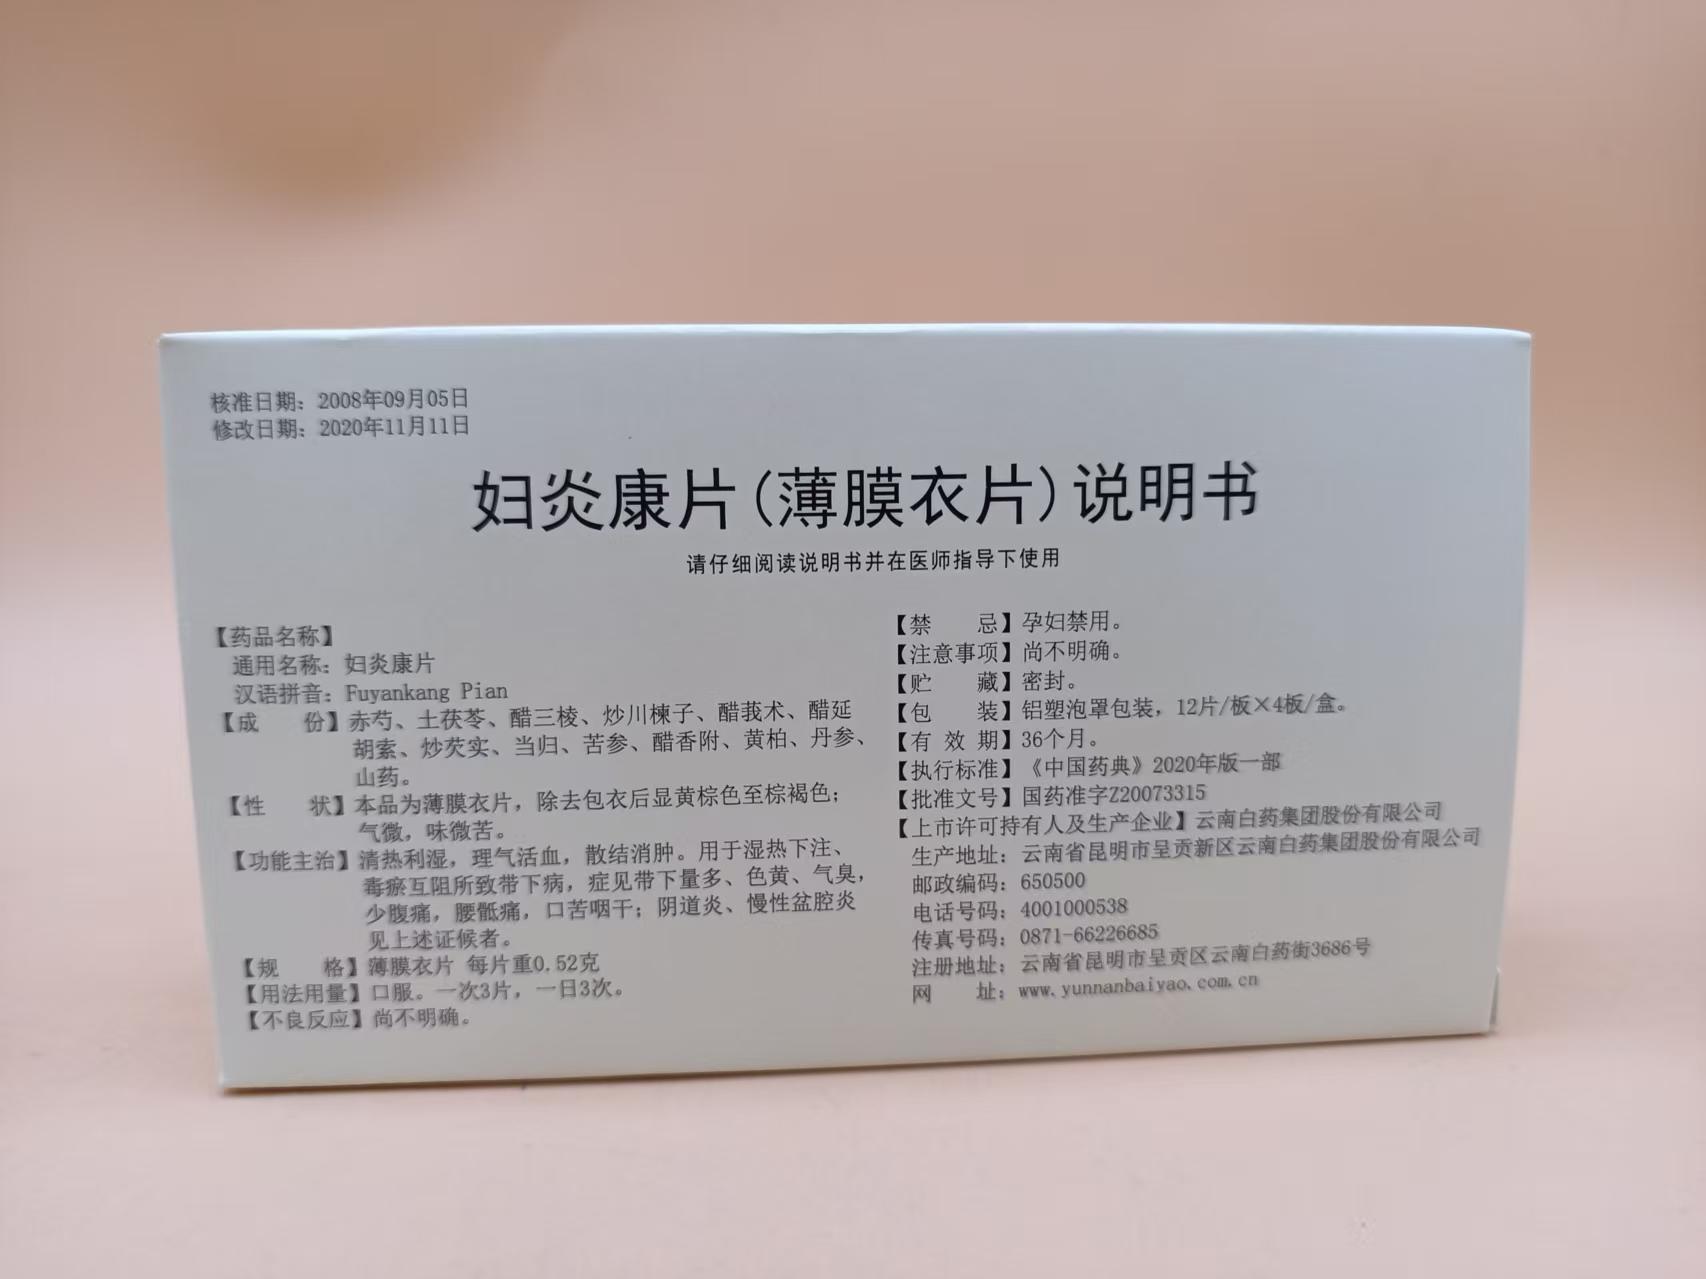 核准日期：2008年09月05日
修改日期：2020年11月11日
妇炎康片(薄膜衣片)说明书
请仔细阅读说明书并在医师指导下使用
【药品名称】
通用名称：妇炎康片
汉语拼音：Fuyankang Pian
【成　　份】赤芍、土茯苓、醋三棱、炒川楝子、醋莪术、醋延
胡索、炒芡实、当归、苦参、醋香附、黄柏、丹参、
山药。
【性　　状】本品为薄膜衣片，除去包衣后显黄棕色至棕褐色；
气微，味微苦。
【功能主治】清热利湿，理气活血，散结消肿。用于湿热下注、
毒瘀互阻所致带下病，症见带下量多、色黄、气臭，
少腹痛，腰骶痛，口苦咽干；阴道炎、慢性盆腔炎
见上述证候者。
【规　　格】薄膜衣片 每片重0.52克
【用法用量】口服。一次3片，一日3次。
【不良反应】尚不明确。
【禁　　忌】孕妇禁用。
【注意事项】尚不明确。
【贮　　藏】密封。
【包　　装】铝塑泡罩包装，12片/板×4板/盒。
【有 效 期】36个月。
【执行标准】《中国药典》2020年版一部
【批准文号】国药准字Z20073315
【上市许可持有人及生产企业】云南白药集团股份有限公司
生产地址：云南省昆明市呈贡新区云南白药集团股份有限公司
邮政编码：650500
电话号码：4001000538
传真号码：0871-66226685
注册地址：云南省昆明市呈贡区云南白药街3686号
网　　址：www.yunnanbaiyao.com.cn